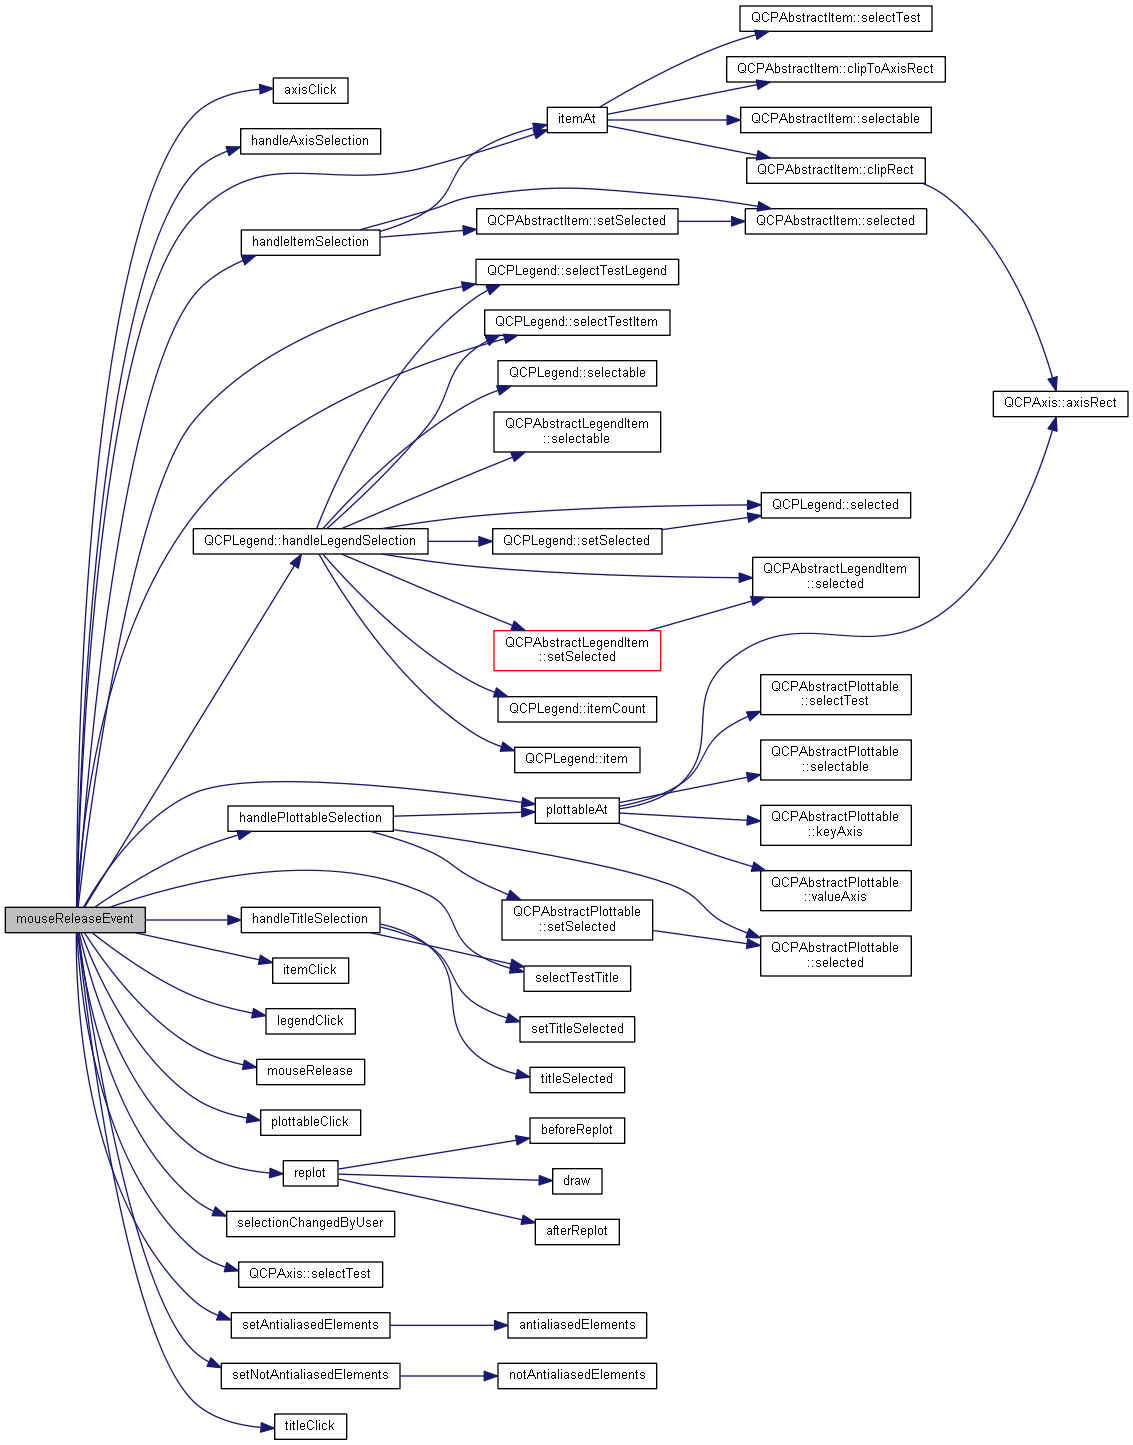 QCPAbstractItem::selectTest
QCPAbstractItem::clipToAxisRect
axisClick
itemAt
QCPAbstractItem::selectable
handleAxisSelection
QCPAbstractItem::clipRect
QCPAbstractItem::setSelected
QCPAbstractItem::selected
handleItemSelection
QCPLegend::selectTestLegend
QCPLegend::selectTestItem
QCPLegend::selectable
QCPAxis::axisRect
QCPAbstractLegendItem
::selectable
QCPLegend::selected
QCPLegend::handleLegendSelection
QCPLegend::setSelected
QCPAbstractLegendItem
::selected
QCPAbstractLegendItem
::setSelected
QCPAbstractPlottable
::selectTest
QCPLegend::itemCount
QCPLegend::item
QCPAbstractPlottable
::selectable
plottableAt
handlePlottableSelection
QCPAbstractPlottable
::keyAxis
QCPAbstractPlottable
::valueAxis
mouseReleaseEvent
handleTitleSelection
QCPAbstractPlottable
::setSelected
QCPAbstractPlottable
::selected
itemClick
selectTestTitle
legendClick
setTitleSelected
mouseRelease
titleSelected
plottableClick
beforeReplot
replot
draw
selectionChangedByUser
afterReplot
QCPAxis::selectTest
setAntialiasedElements
antialiasedElements
setNotAntialiasedElements
notAntialiasedElements
titleClick